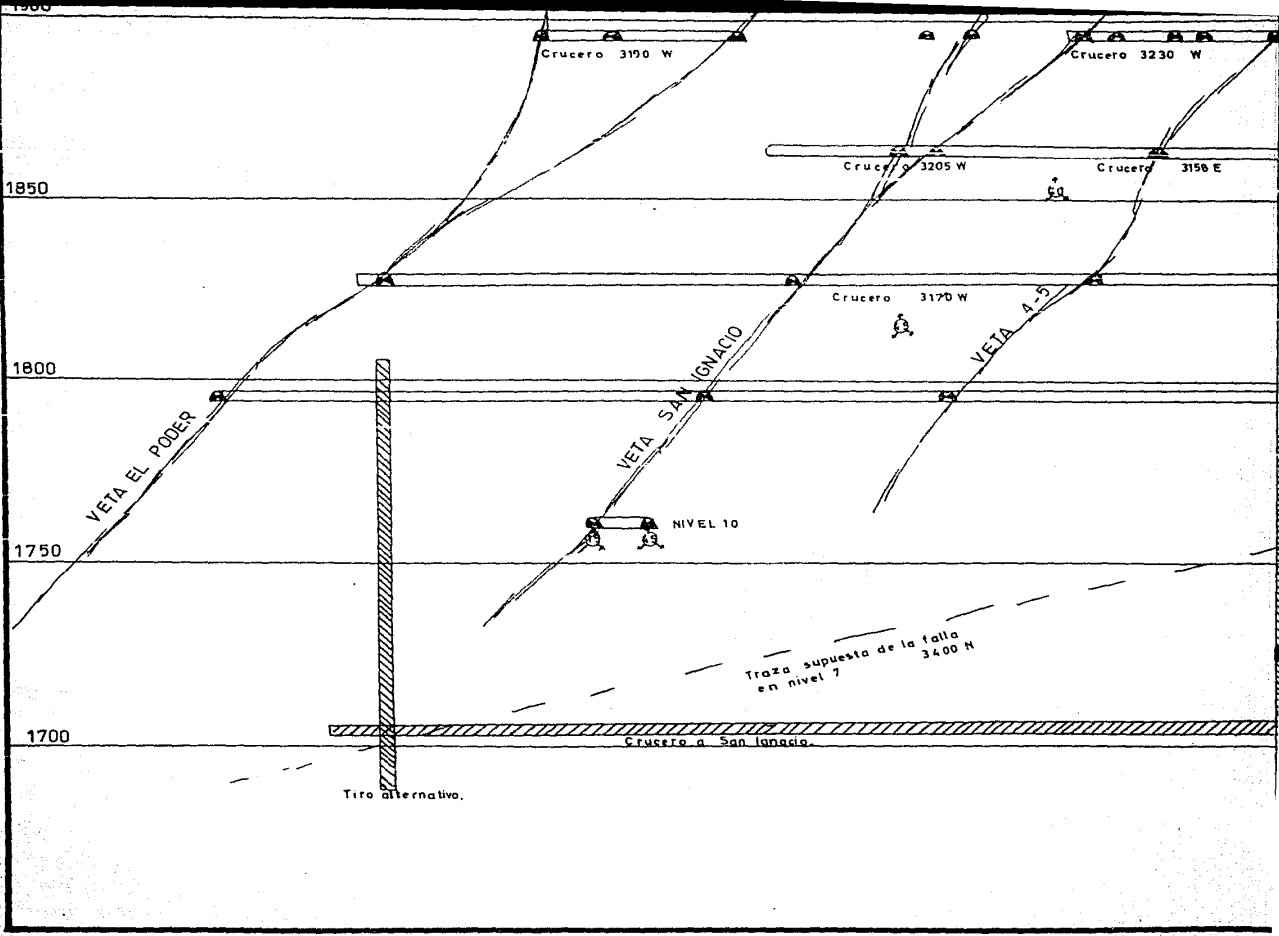 1900
Crucero 3190 W
Crucero 3230 W
Crucero 3205 W
Crucero 3158 E
1850
Crucero 3170 W
VETA 4-5
VETA SAN IGNACIO
1800
VETA EL PODER
NIVEL 10
1750
Traza supuesta de la falla
3400 N
en nivel 7
1700
Crucero a San Ignacio.
Tiro alternativo.